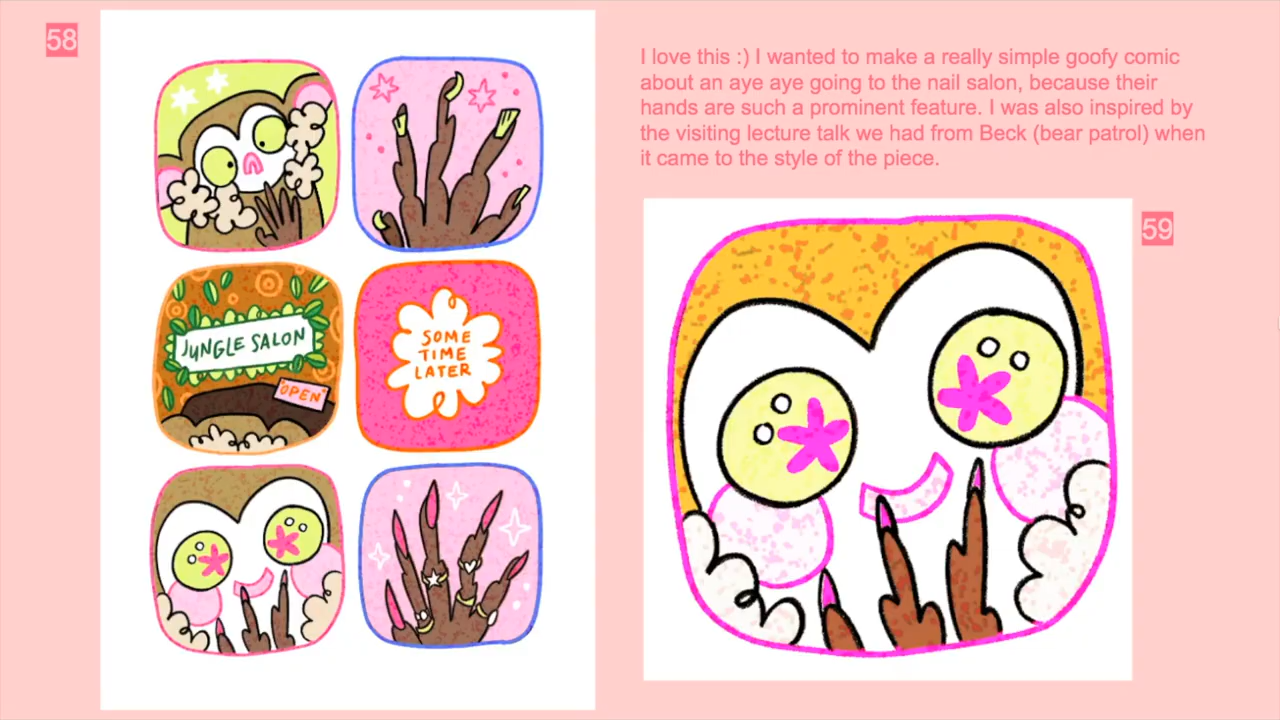 58
JUNGLE SALON
OPEN
SOME
TIME
LATER
I love this :) I wanted to make a really simple goofy comic
about an aye aye going to the nail salon, because their
hands are such a prominent feature. I was also inspired by
the visiting lecture talk we had from Beck (bear patrol) when
it came to the style of the piece.
59